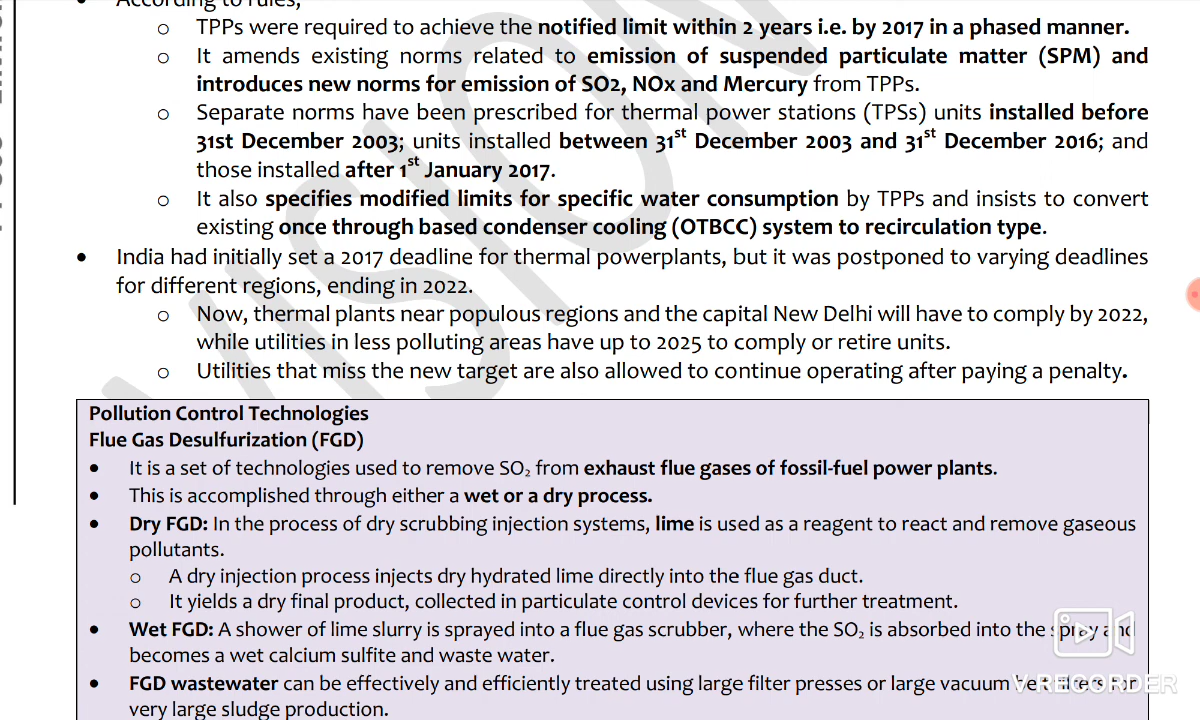 According to rules,
o TPPs were required to achieve the notified limit within 2 years i.e. by 2017 in a phased manner.
o It amends existing norms related to emission of suspended particulate matter (SPM) and
introduces new norms for emission of SO2, NOx and Mercury from TPPs.
o Separate norms have been prescribed for thermal power stations (TPSs) units installed before
31st December 2003; units installed between 31st December 2003 and 31st December 2016; and
those installed after 1st January 2017.
o It also specifies modified limits for specific water consumption by TPPs and insists to convert
existing once through based condenser cooling (OTBCC) system to recirculation type.
• India had initially set a 2017 deadline for thermal powerplants, but it was postponed to varying deadlines
for different regions, ending in 2022.
o Now, thermal plants near populous regions and the capital New Delhi will have to comply by 2022,
while utilities in less polluting areas have up to 2025 to comply or retire units.
o Utilities that miss the new target are also allowed to continue operating after paying a penalty.
Pollution Control Technologies
Flue Gas Desulfurization (FGD)
• It is a set of technologies used to remove SO₂ from exhaust flue gases of fossil-fuel power plants.
• This is accomplished through either a wet or a dry process.
• Dry FGD: In the process of dry scrubbing injection systems, lime is used as a reagent to react and remove gaseous
pollutants.
o A dry injection process injects dry hydrated lime directly into the flue gas duct.
o It yields a dry final product, collected in particulate control devices for further treatment.
• Wet FGD: A shower of lime slurry is sprayed into a flue gas scrubber, where the SO₂ is absorbed into the spray and
becomes a wet calcium sulfite and waste water.
• FGD wastewater can be effectively and efficiently treated using large filter presses or large vacuum belt filters for
very large sludge production.
VISION
V RECORDER